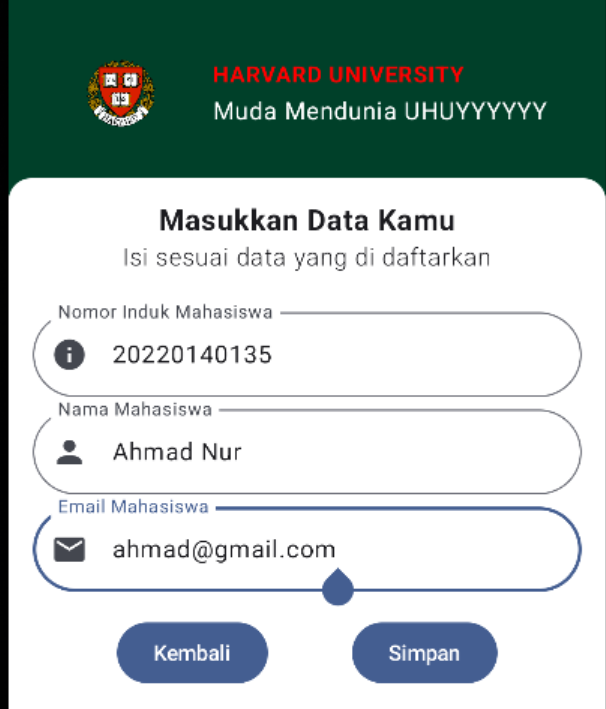 HARVARD UNIVERSITY
Muda Mendunia UHUYYYYYY
Masukkan Data Kamu
Isi sesuai data yang di daftarkan
Nomor Induk Mahasiswa
20220140135
Nama Mahasiswa
Ahmad Nur
Email Mahasiswa
ahmad@gmail.com
Kembali Simpan